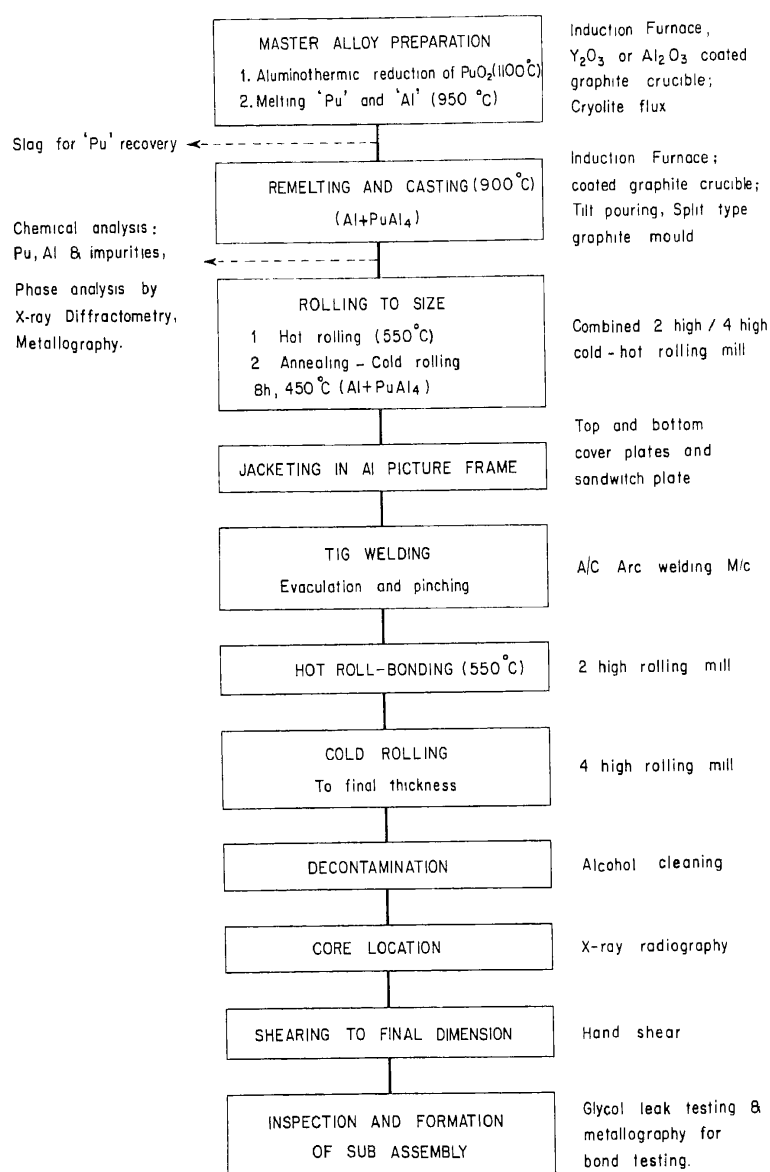 MASTER ALLOY PREPARATION
1. Aluminothermic reduction of PuO₂(1100°C)
2. Melting ‘Pu’ and ‘Al’ (950 °C)
Induction Furnace,
Y₂O₃ or Al₂O₃ coated
graphite crucible;
Cryolite flux
Slag for ‘Pu’ recovery
REMELTING AND CASTING (900°C)
(Al+PuAl₄)
Induction Furnace;
coated graphite crucible;
Tilt pouring, Split type
graphite mould
Chemical analysis:
Pu, Al & impurities,
Phase analysis by
X-ray Diffractometry,
Metallography.
ROLLING TO SIZE
1 Hot rolling (550°C)
2 Annealing – Cold rolling
8h, 450°C (Al+PuAl₄)
Combined 2 high / 4 high
cold-hot rolling mill
JACKETING IN Al PICTURE FRAME
Top and bottom
cover plates and
sandwitch plate
TIG WELDING
Evaculation and pinching
A/C Arc welding M/c
HOT ROLL-BONDING (550°C)
2 high rolling mill
COLD ROLLING
To final thickness
4 high rolling mill
DECONTAMINATION
Alcohol cleaning
CORE LOCATION
X-ray radiography
SHEARING TO FINAL DIMENSION
Hand shear
INSPECTION AND FORMATION
OF SUB ASSEMBLY
Glycol leak testing &
metallography for
bond testing.